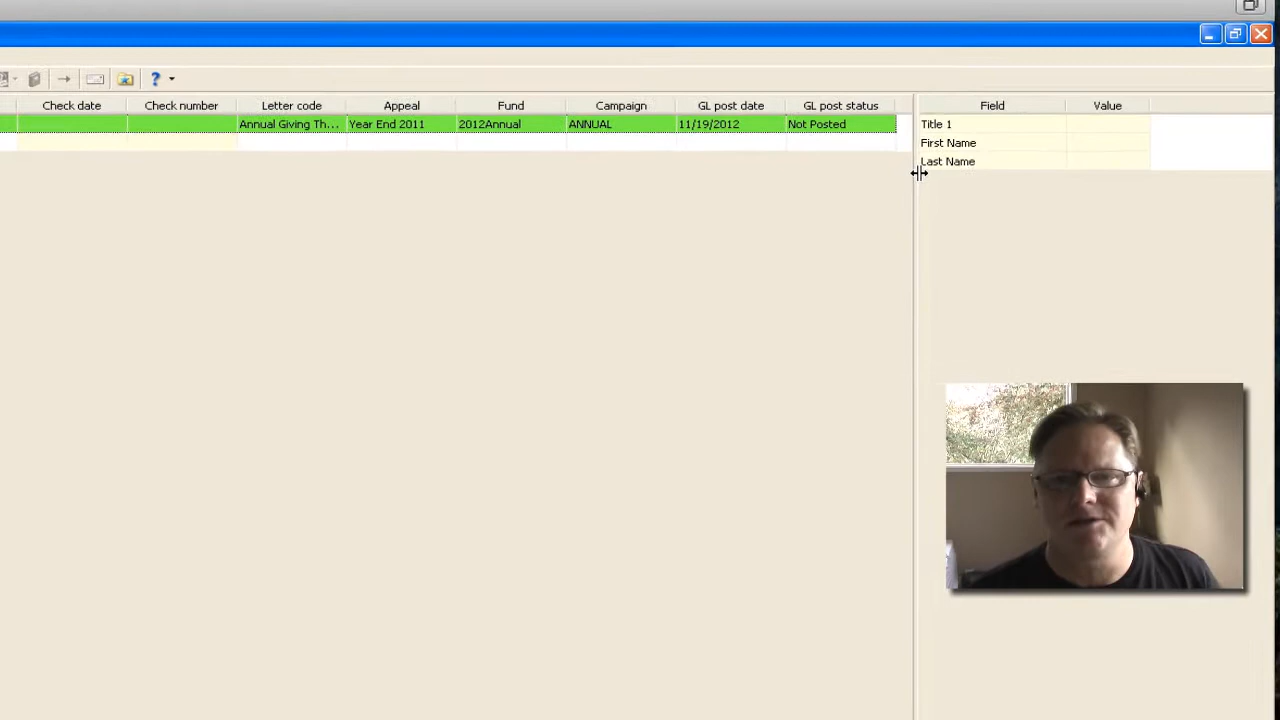 Check date Check number Letter code Appeal Fund Campaign GL post date GL post status Field Value
Annual Giving Th... Year End 2011 2012Annual ANNUAL 11/19/2012 Not Posted Title 1
First Name
Last Name